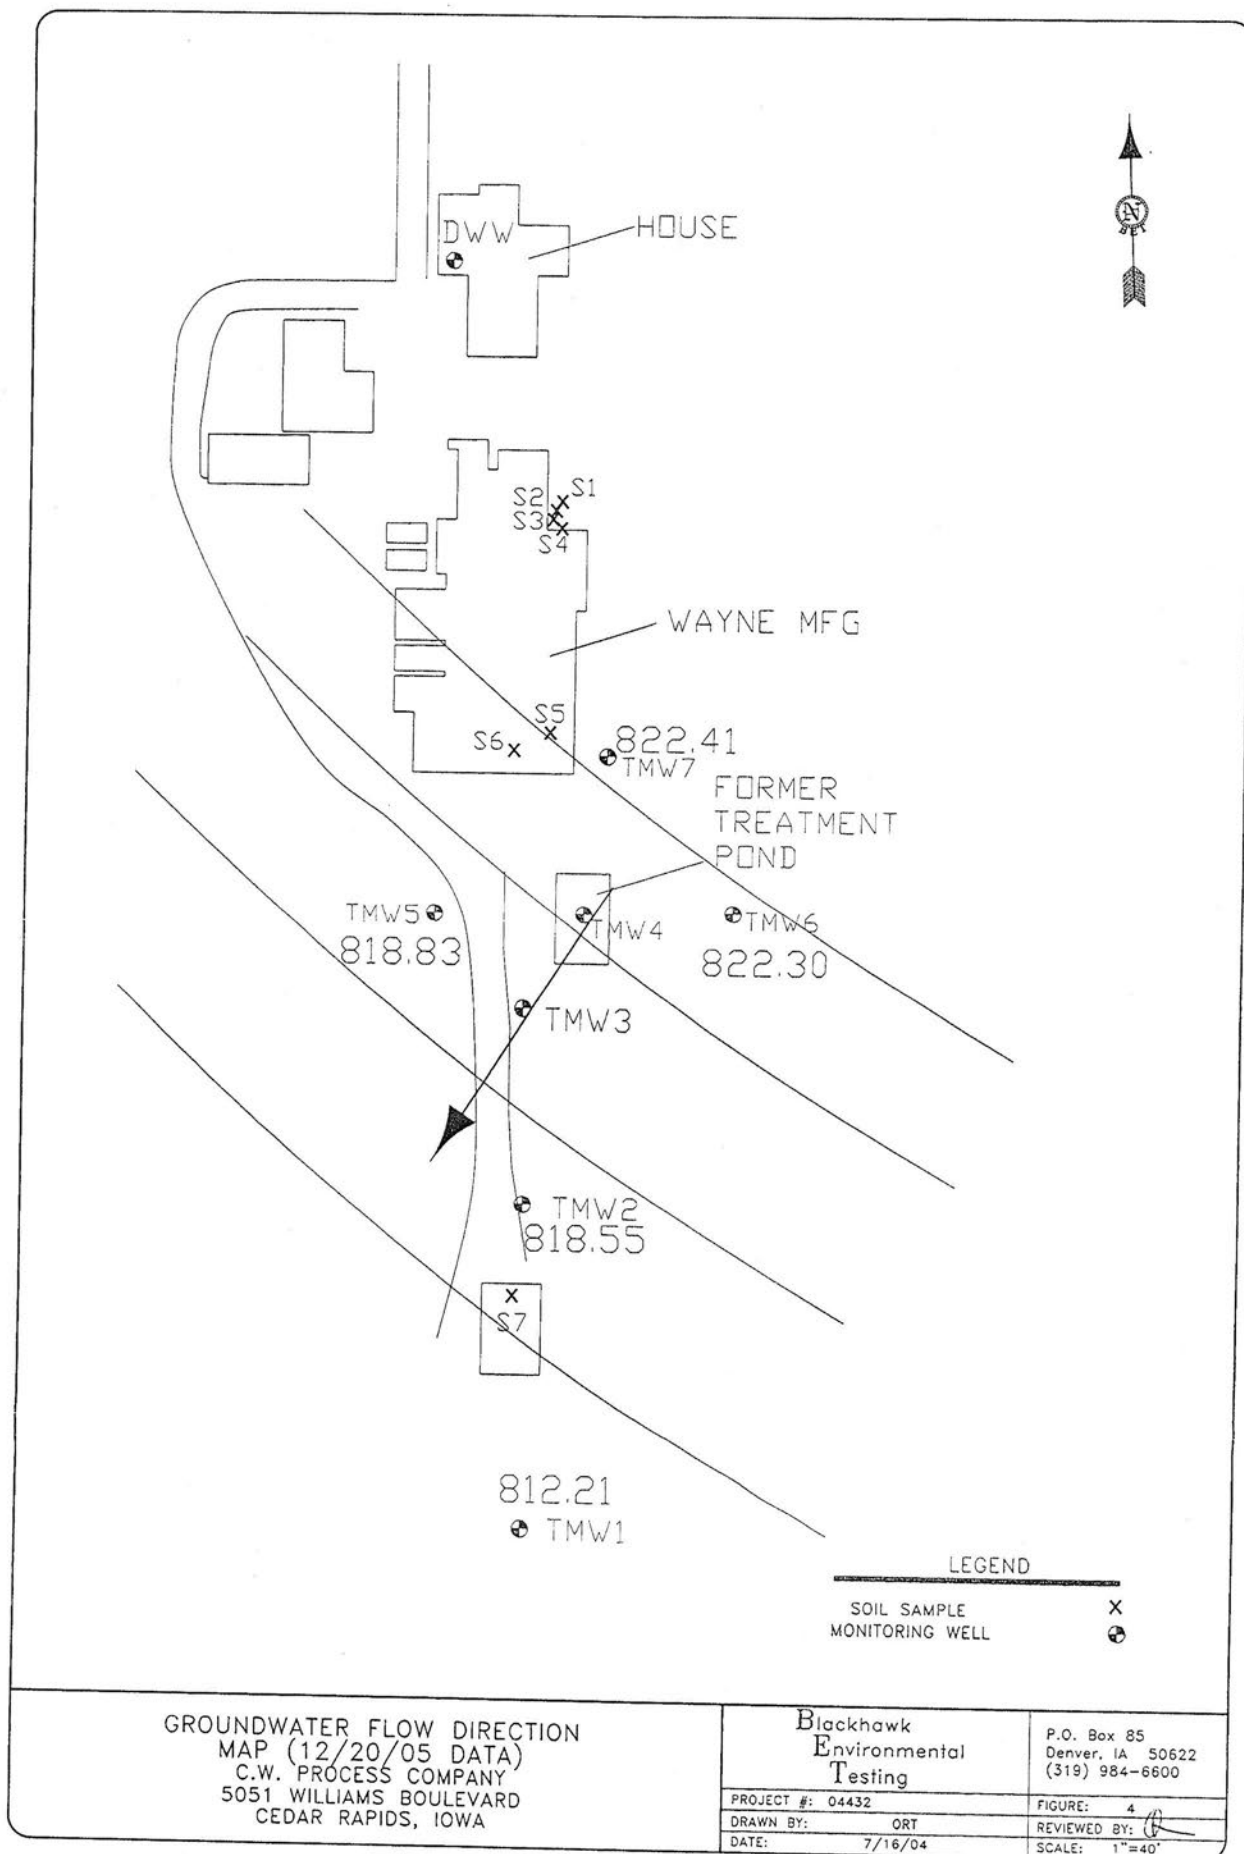 N
BET
DWW
HOUSE
S1
S2
S3
S4
WAYNE MFG
S5
S6
822.41
TMW7
FORMER
TREATMENT
POND
TMW5
818.83
TMW4
TMW6
822.30
TMW3
TMW2
818.55
S7
812.21
TMW1
LEGEND
SOIL SAMPLE X
MONITORING WELL
GROUNDWATER FLOW DIRECTION
MAP (12/20/05 DATA)
C.W. PROCESS COMPANY
5051 WILLIAMS BOULEVARD
CEDAR RAPIDS, IOWA
Blackhawk
Environmental
Testing
P.O. Box 85
Denver, IA 50622
(319) 984-6600
PROJECT #: 04432
FIGURE: 4
DRAWN BY: ORT
REVIEWED BY:
DATE: 7/16/04
SCALE: 1"=40'